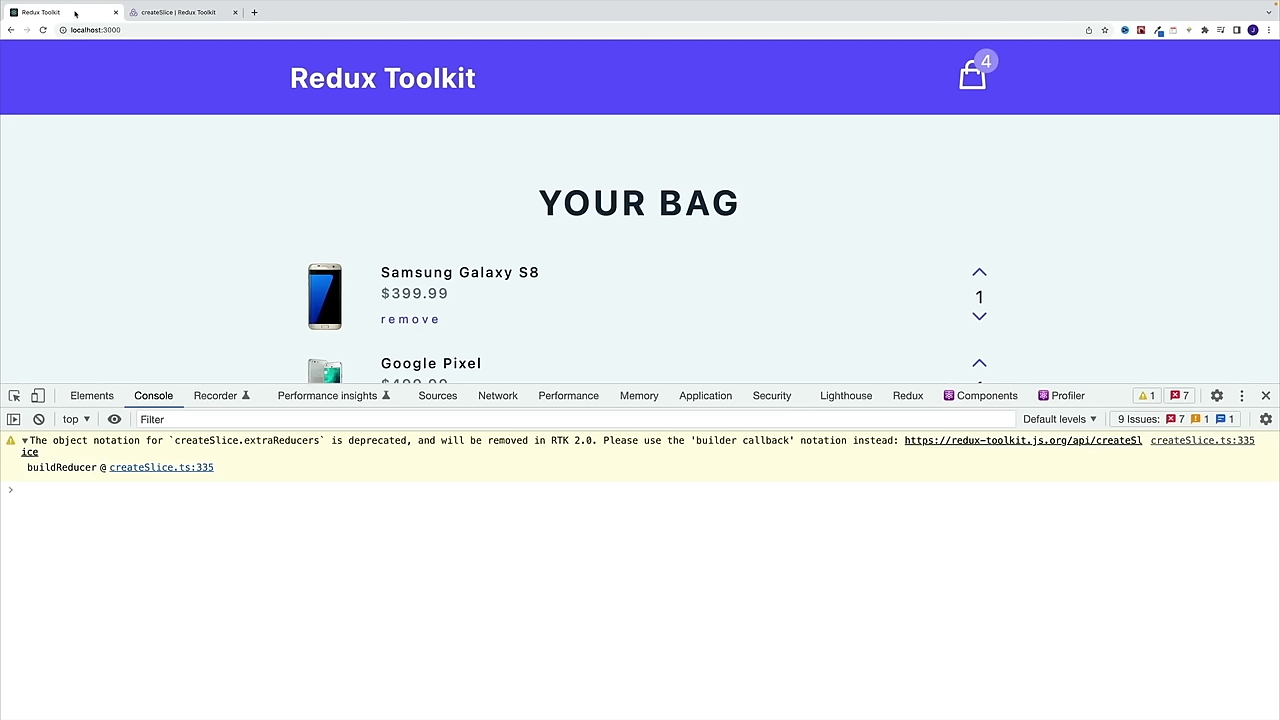 Redux Toolkit
createSlice | Redux Toolkit
localhost:3000
J
Redux Toolkit
4
YOUR BAG
Samsung Galaxy S8
$399.99
remove
1
Google Pixel
Elements Console Recorder Performance insights Sources Network Performance Memory Application Security Lighthouse Redux Components Profiler 1 7
top Filter Default levels 9 Issues: 7 1 1
The object notation for `createSlice.extraReducers` is deprecated, and will be removed in RTK 2.0. Please use the 'builder callback' notation instead: https://redux-toolkit.js.org/api/createSl createSlice.ts:335
ice
buildReducer @ createSlice.ts:335